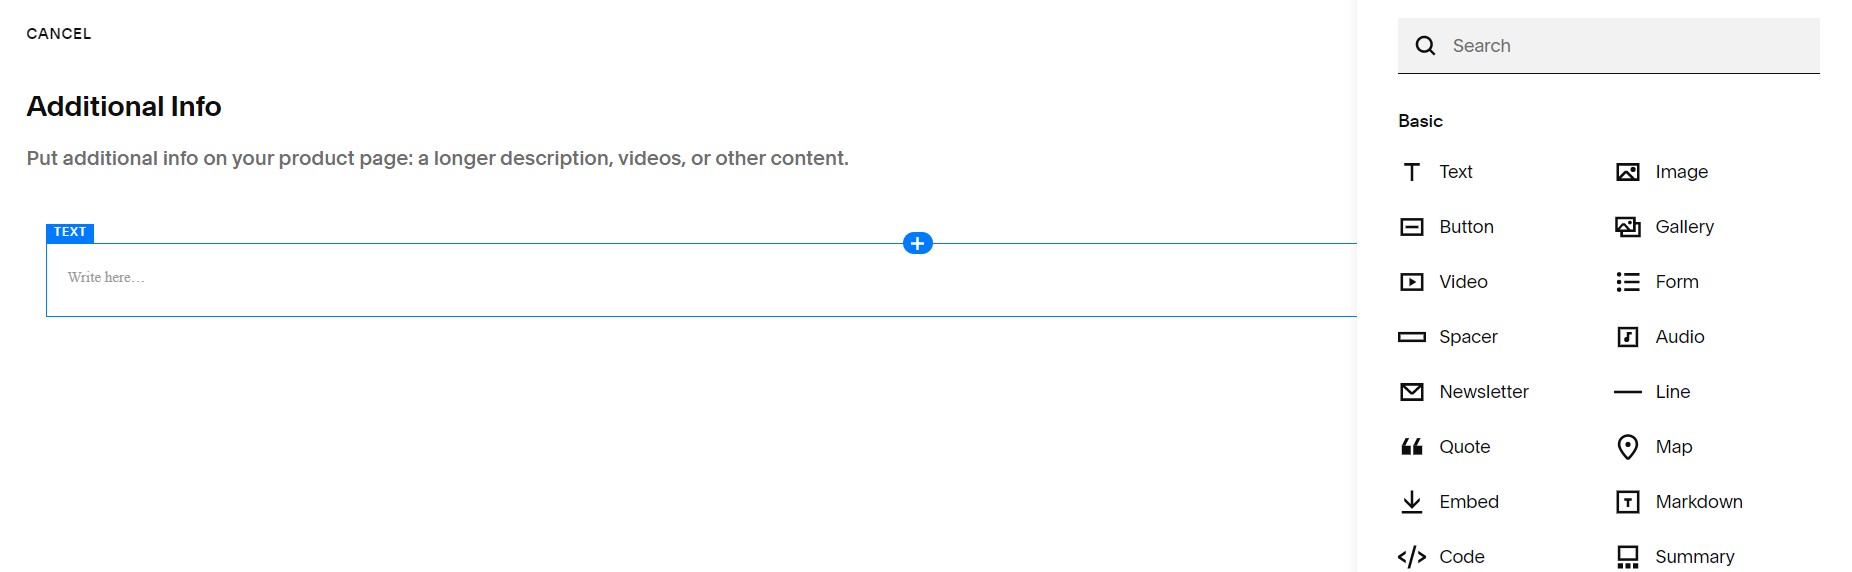 CANCEL
Additional Info
Put additional info on your product page: a longer description, videos, or other content.
TEXT
Write here...
Search
Basic
Text
Image
Button
Gallery
Video
Form
Spacer
Audio
Newsletter
Line
Quote
Map
Embed
Markdown
Code
Summary